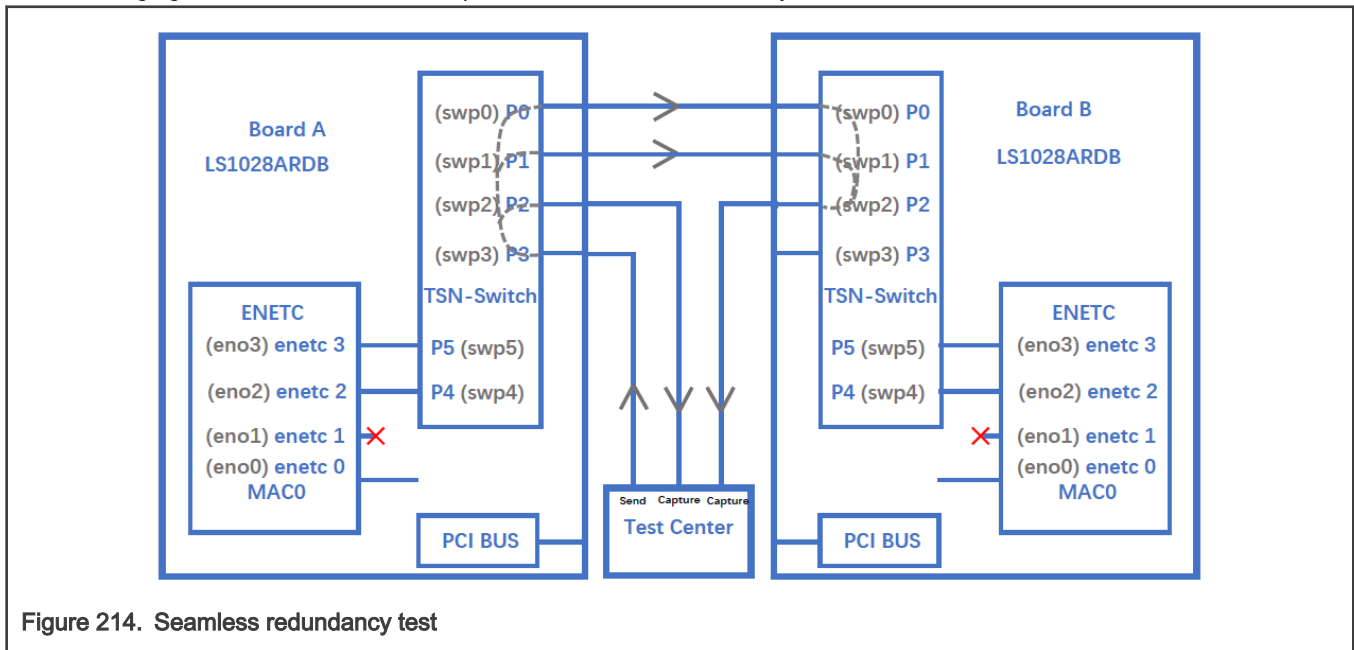 Board A
LS1028ARDB
(swp0) P0
(swp1) P1
(swp2) P2
(swp3) P3
TSN-Switch
P5 (swp5)
P4 (swp4)
ENETC
(eno3) enetc 3
(eno2) enetc 2
(eno1) enetc 1
(eno0) enetc 0
MAC0
PCI BUS
Send Capture Capture
Test Center
Board B
LS1028ARDB
(swp0) P0
(swp1) P1
(swp2) P2
(swp3) P3
TSN-Switch
P5 (swp5)
P4 (swp4)
ENETC
(eno3) enetc 3
(eno2) enetc 2
(eno1) enetc 1
(eno0) enetc 0
MAC0
PCI BUS
Figure 214. Seamless redundancy test